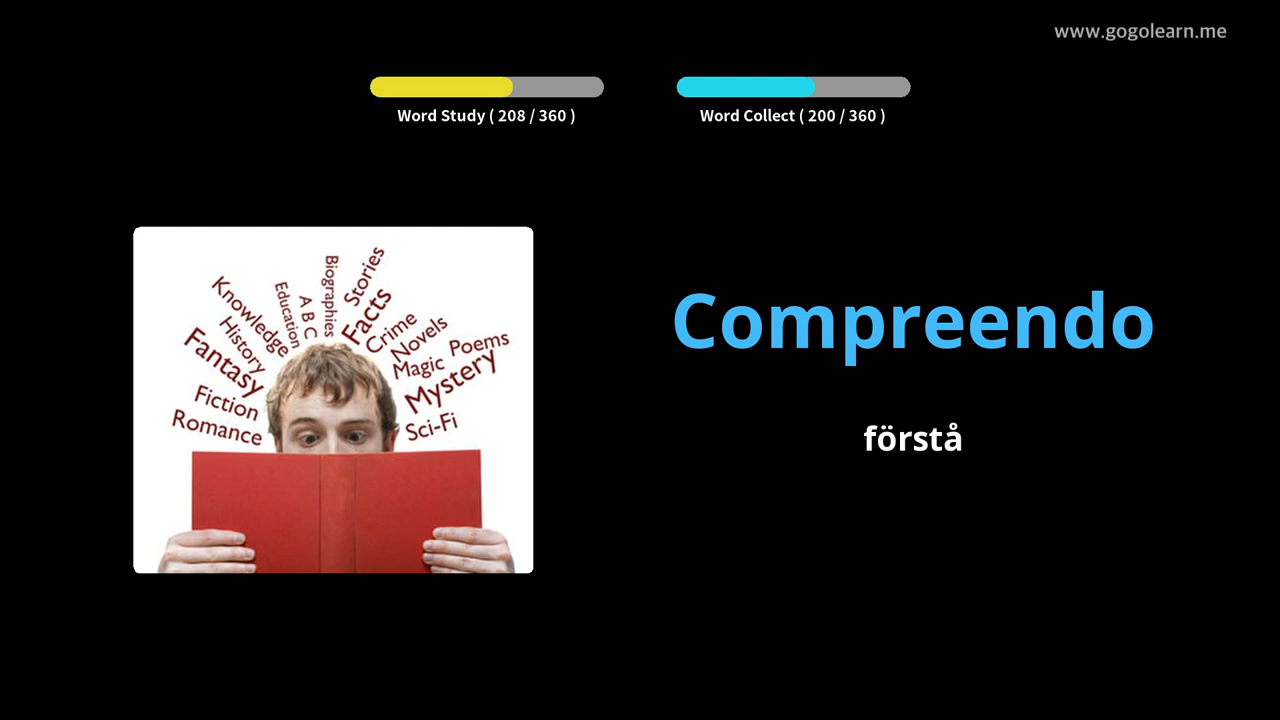 www.gogolearn.me
Word Study ( 208 / 360 )
Word Collect ( 200 / 360 )
Biographies
Stories
Education
A B C
Facts
Knowledge
Crime
History
Novels
Fantasy
Magic
Poems
Mystery
Fiction
Romance
Sci-Fi
Compreendo
förstå